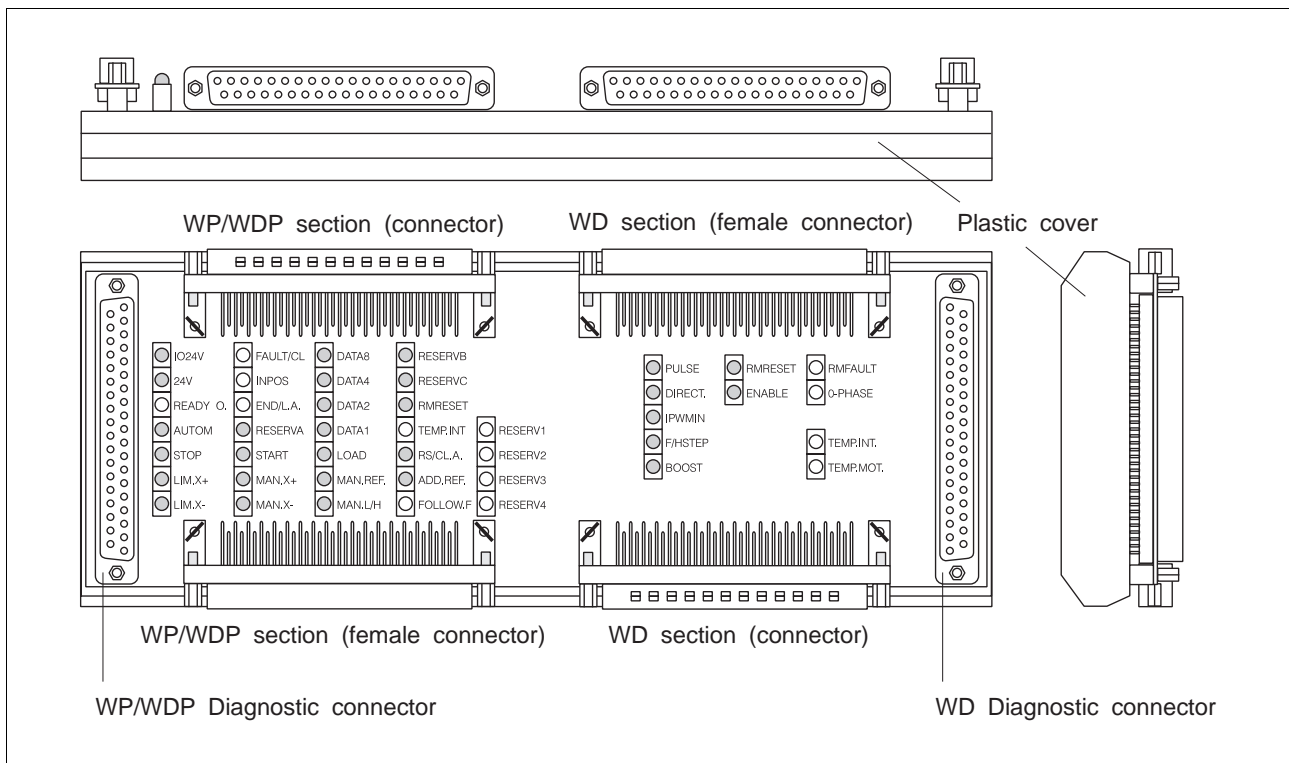 WP/WDP section (connector)
WD section (female connector)
Plastic cover
IO24V
24V
READY O.
AUTOM
STOP
LIM.X+
LIM.X-
FAULT/CL
INPOS
END/L.A.
RESERVA
START
MAN.X+
MAN.X-
DATA8
DATA4
DATA2
DATA1
LOAD
MAN.REF.
MAN.L/H
RESERVB
RESERVC
RMRESET
TEMP.INT
RS/CL.A.
ADD.REF.
FOLLOW.F
RESERV1
RESERV2
RESERV3
RESERV4
PULSE
DIRECT.
IPWMIN
F/HSTEP
BOOST
RMRESET
ENABLE
RMFAULT
0-PHASE
TEMP.INT.
TEMP.MOT.
WP/WDP section (female connector)
WD section (connector)
WP/WDP Diagnostic connector
WD Diagnostic connector